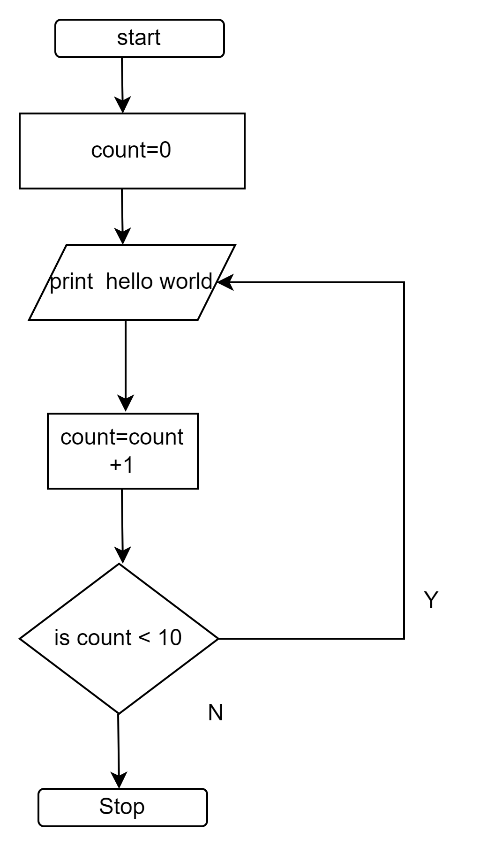 start
count=0
print  hello world
count=count
+1
is count < 10
Y
N
Stop